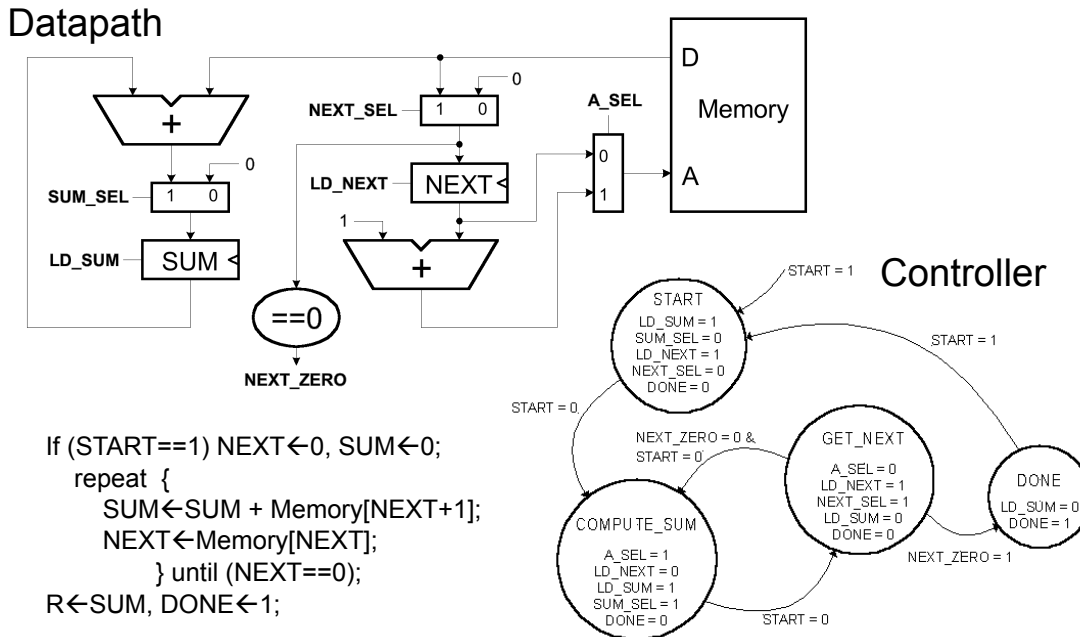 Datapath
D
Memory
A
0
NEXT_SEL
1 0
A_SEL
+
0
SUM_SEL
1 0
LD_NEXT
NEXT
0
1
LD_SUM
SUM
1
+
==0
NEXT_ZERO
Controller
START = 1
START
LD_SUM = 1
SUM_SEL = 0
LD_NEXT = 1
NEXT_SEL = 0
DONE = 0
START = 1
START = 0
NEXT_ZERO = 0 &
START = 0
GET_NEXT
A_SEL = 0
LD_NEXT = 1
NEXT_SEL = 1
LD_SUM = 0
DONE = 0
DONE
LD_SUM = 0
DONE = 1
NEXT_ZERO = 1
COMPUTE_SUM
A_SEL = 1
LD_NEXT = 0
LD_SUM = 1
SUM_SEL = 1
DONE = 0
START = 0
If (START==1) NEXT←0, SUM←0;
repeat {
SUM←SUM + Memory[NEXT+1];
NEXT←Memory[NEXT];
} until (NEXT==0);
R←SUM, DONE←1;